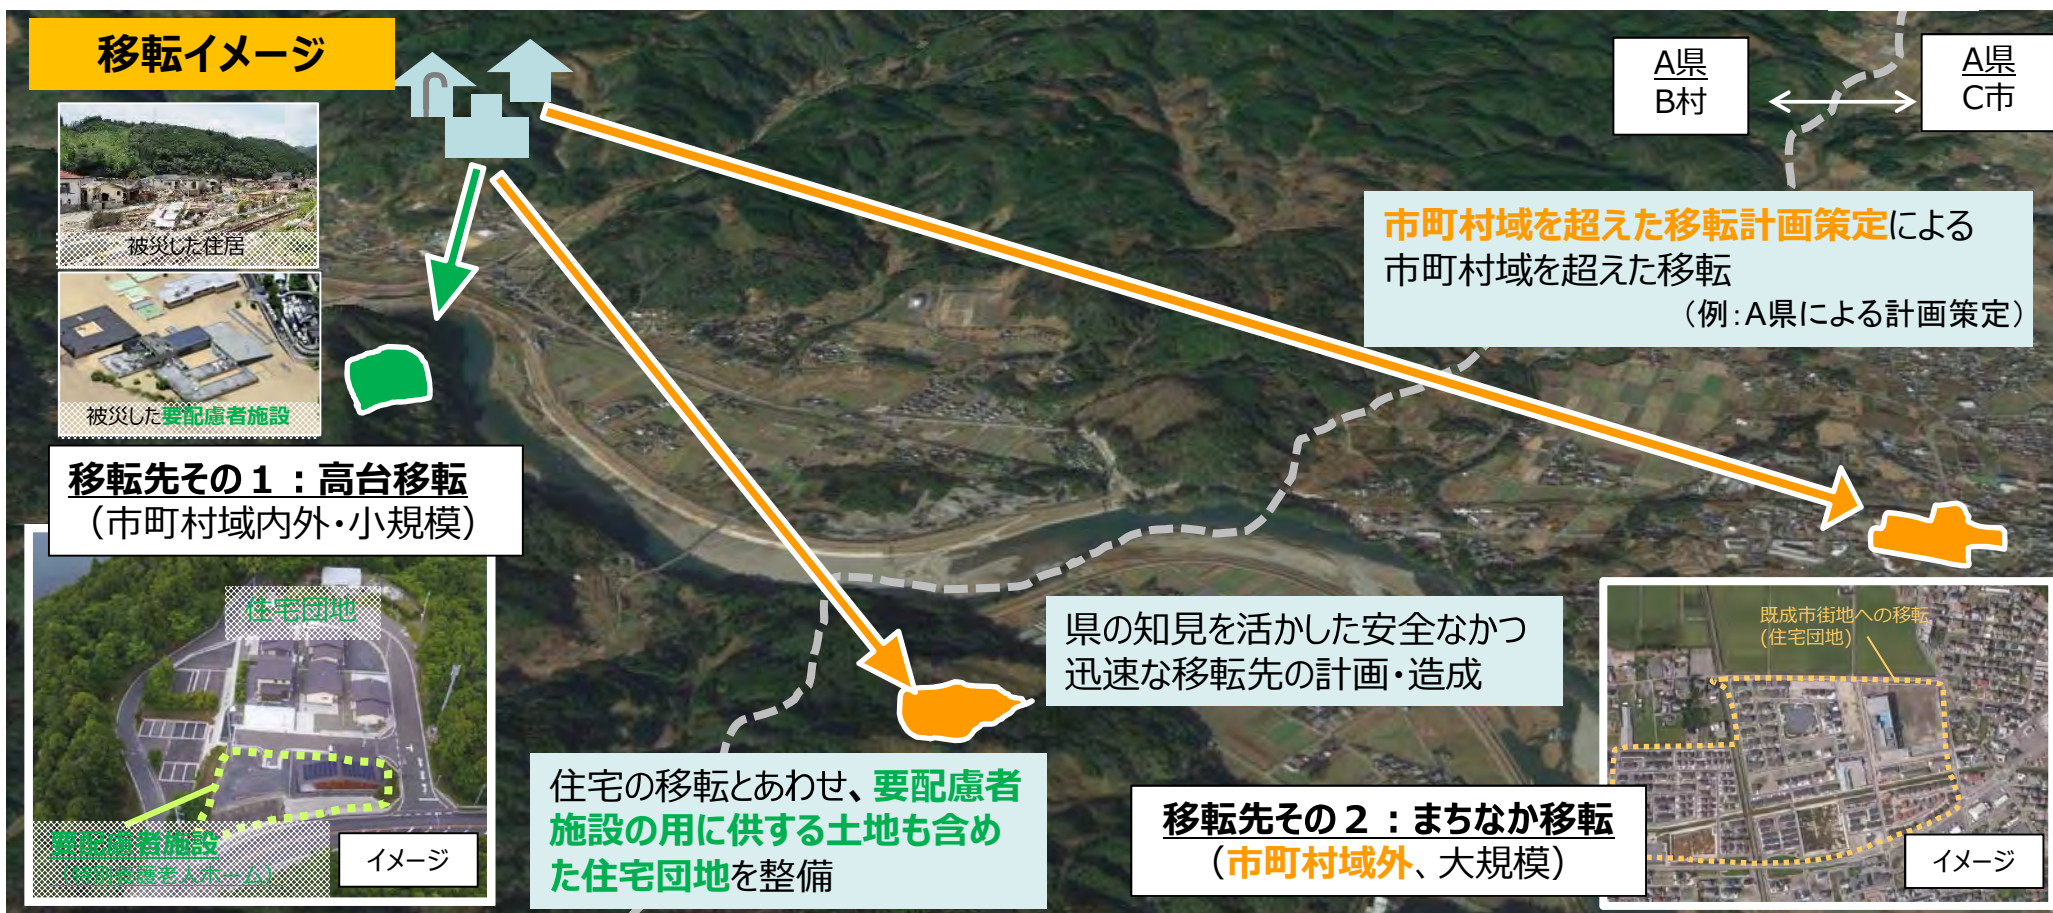 移転イメージ
被災した住居
被災した要配慮者施設
A県
B村
A県
C市
市町村域を超えた移転計画策定による
市町村域を超えた移転
（例：A県による計画策定）
移転先その１：高台移転
（市町村域内外・小規模）
住宅団地
要配慮者施設
（特別養護老人ホーム）
イメージ
県の知見を活かした安全なかつ
迅速な移転先の計画・造成
住宅の移転とあわせ、要配慮者
施設の用に供する土地も含め
た住宅団地を整備
移転先その２：まちなか移転
（市町村域外、大規模）
既成市街地への移転
(住宅団地)
イメージ